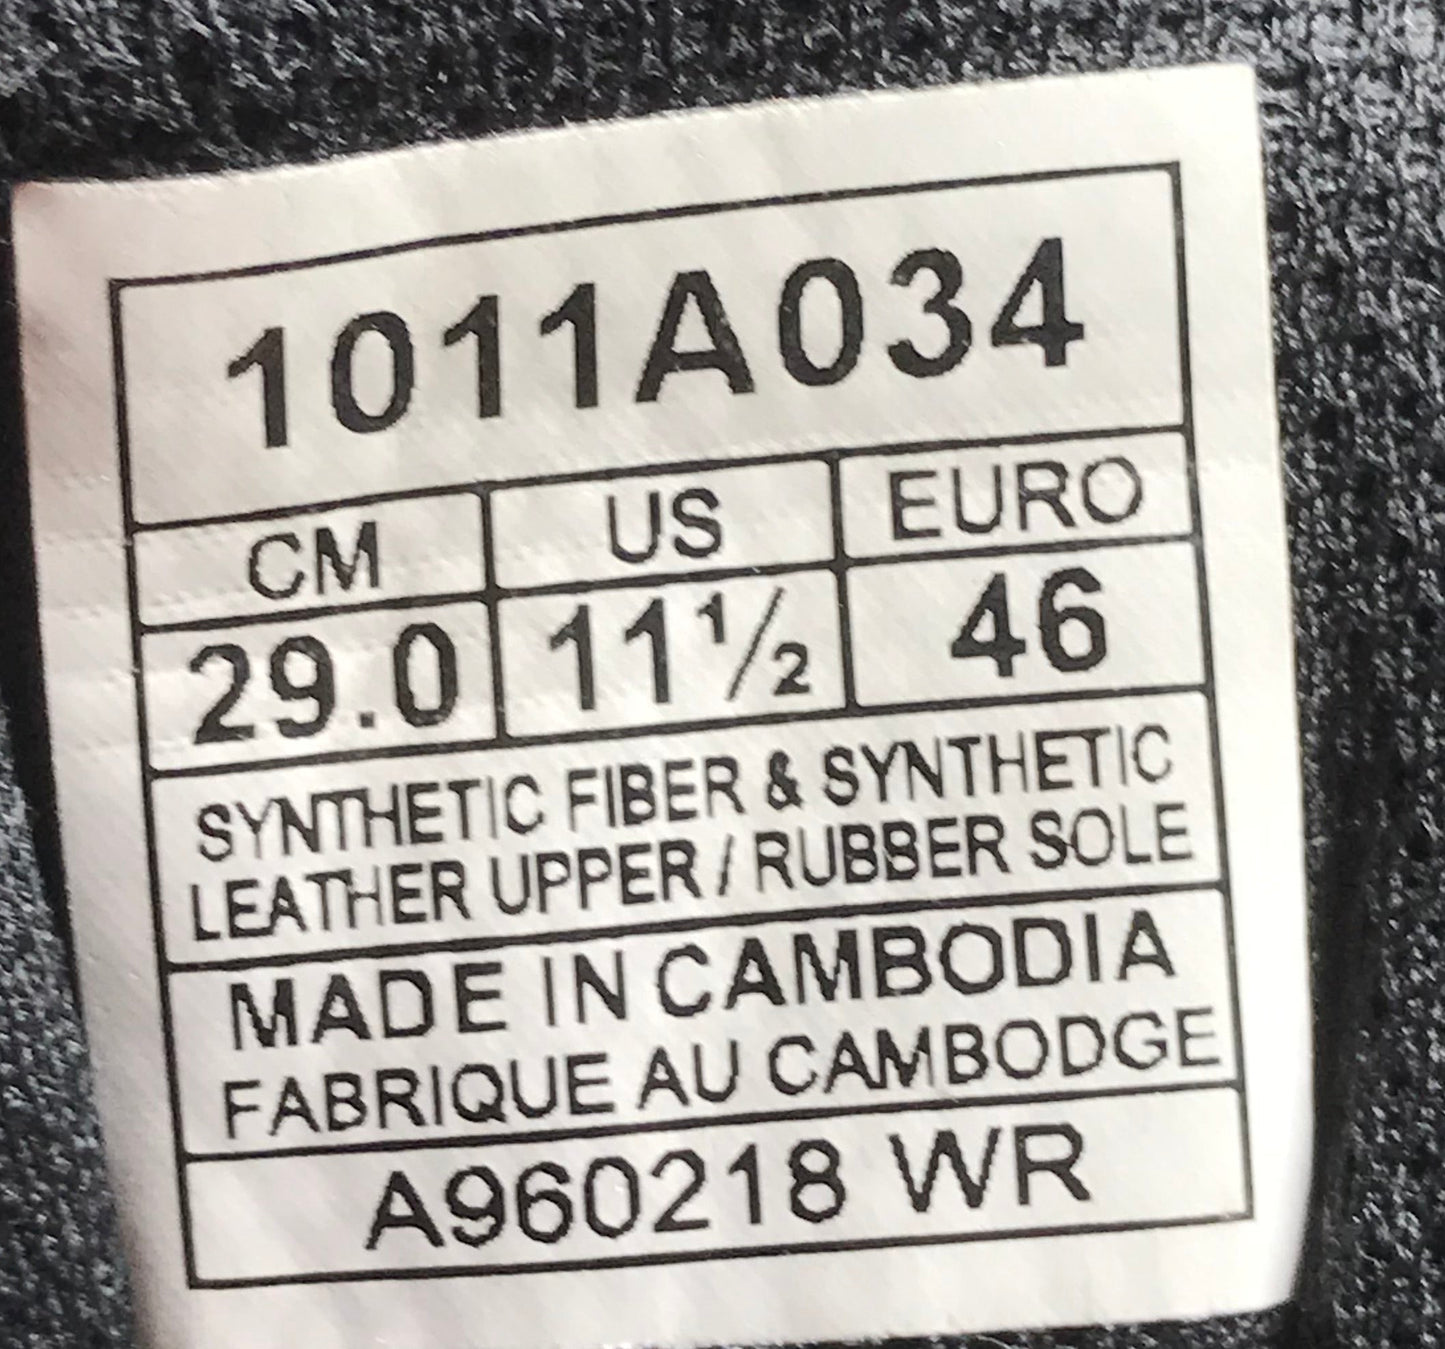 1011A034
CM US EURO
29.0 11½ 46
SYNTHETIC FIBER & SYNTHETIC
LEATHER UPPER / RUBBER SOLE
MADE IN CAMBODIA
FABRIQUE AU CAMBODGE
A960218 WR